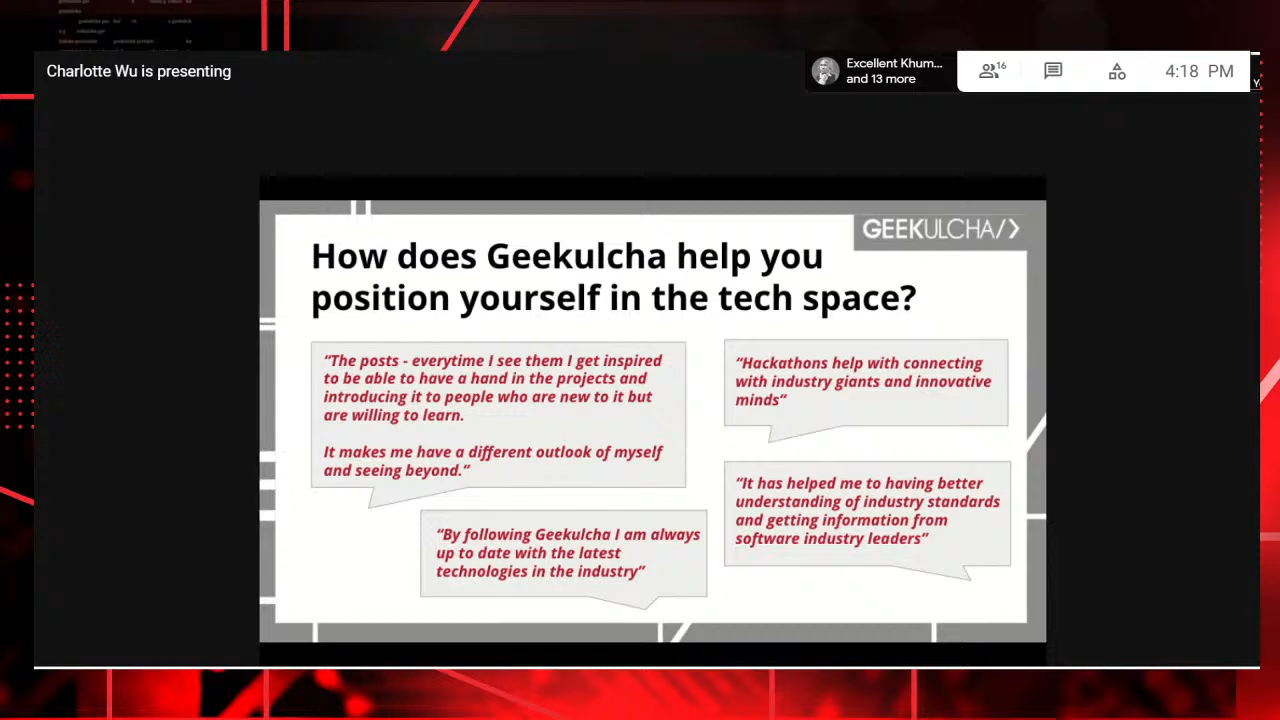 Charlotte Wu is presenting
Excellent Khum...
and 13 more
16
4:18 PM
GEEKULCHA/>
How does Geekulcha help you
position yourself in the tech space?
“The posts - everytime I see them I get inspired
to be able to have a hand in the projects and
introducing it to people who are new to it but
are willing to learn.
It makes me have a different outlook of myself
and seeing beyond.”
“Hackathons help with connecting
with industry giants and innovative
minds”
“It has helped me to having better
understanding of industry standards
and getting information from
software industry leaders”
“By following Geekulcha I am always
up to date with the latest
technologies in the industry”